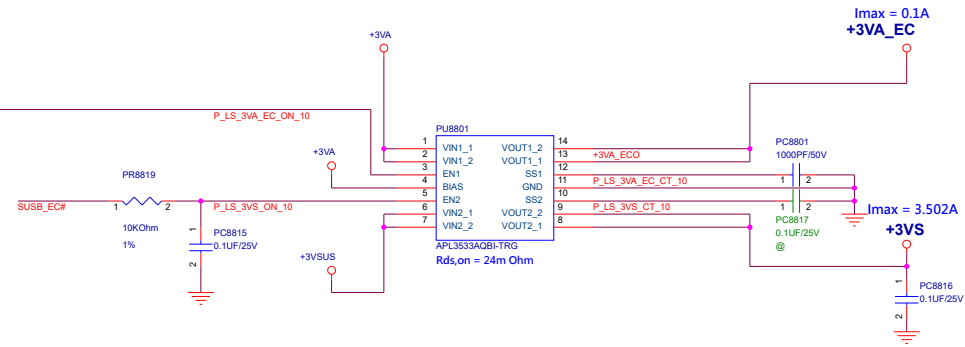 Imax = 0.1A
+3VA_EC
+3VA
P_LS_3VA_EC_ON_10
PU8801
1 VIN1_1 VOUT1_2 14
2 VIN1_2 VOUT1_1 13 +3VA_ECO
3 EN1 SS1 12
4 BIAS GND 11 P_LS_3VA_EC_CT_10
5 EN2 SS2 10
6 VIN2_1 VOUT2_2 9 P_LS_3VS_CT_10
7 VIN2_2 VOUT2_1 8
APL3533AQBI-TRG
Rds,on = 24m Ohm
+3VA
PC8801
1000PF/50V
1 2
1 2
PC8817
0.1UF/25V
@
PR8819
SUSB_EC# 1 2 P_LS_3VS_ON_10
10KOhm
1%
1
PC8815
0.1UF/25V
2
+3VSUS
Imax = 3.502A
+3VS
1
PC8816
0.1UF/25V
2